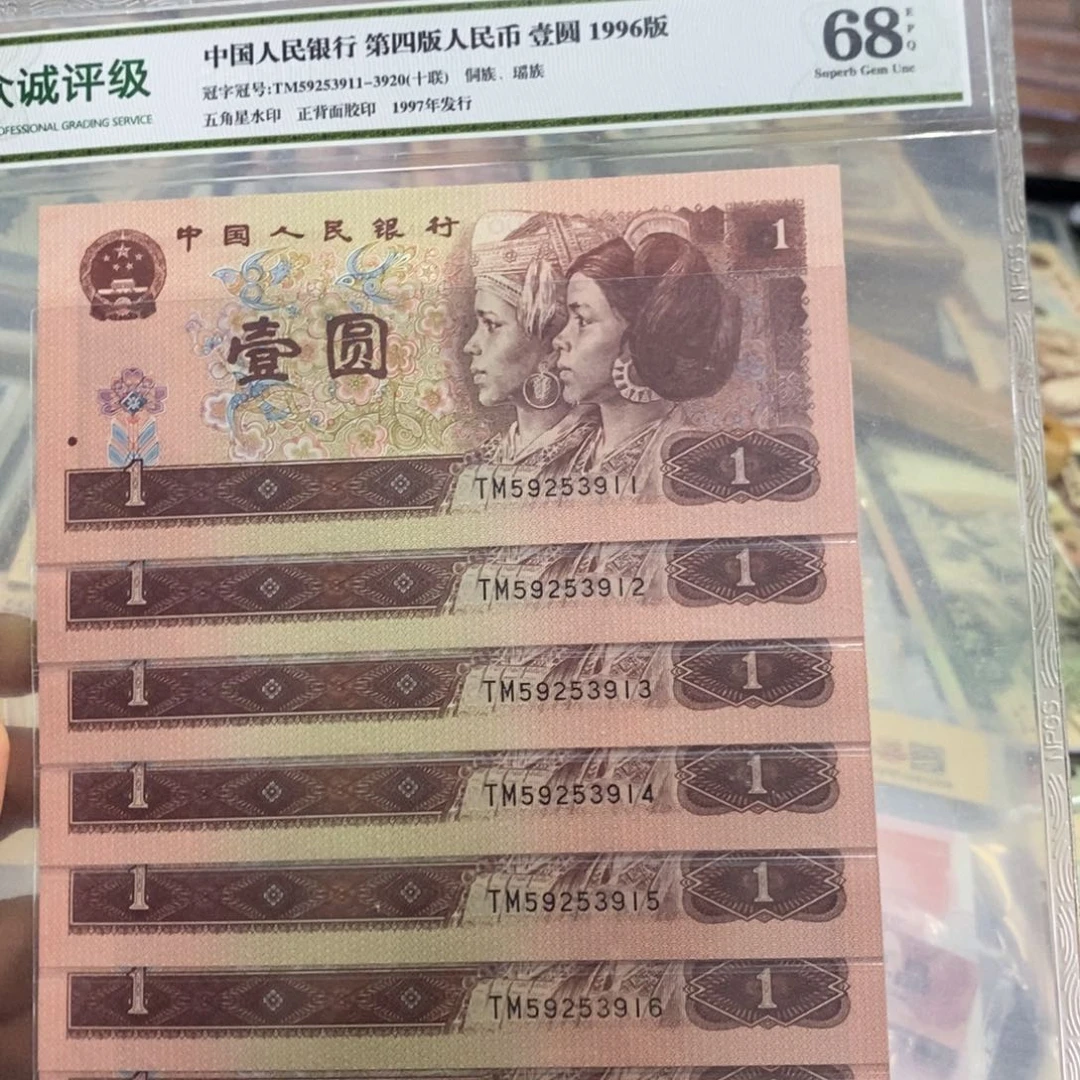 中国人民银行 第四版人民币 壹圆 1996版
冠字冠号:TM59253911-3920(十联) 侗族、瑶族
五角星水印 正背面胶印 1997年发行
众诚评级
PROFESSIONAL GRADING SERVICE
68 EPQ
Superb Gem Unc
中国人民银行
1
壹圆
1 TM59253911 1
1 TM59253912 1
1 TM59253913 1
1 TM59253914 1
1 TM59253915 1
1 TM59253916 1
1
NPGS
NPGS